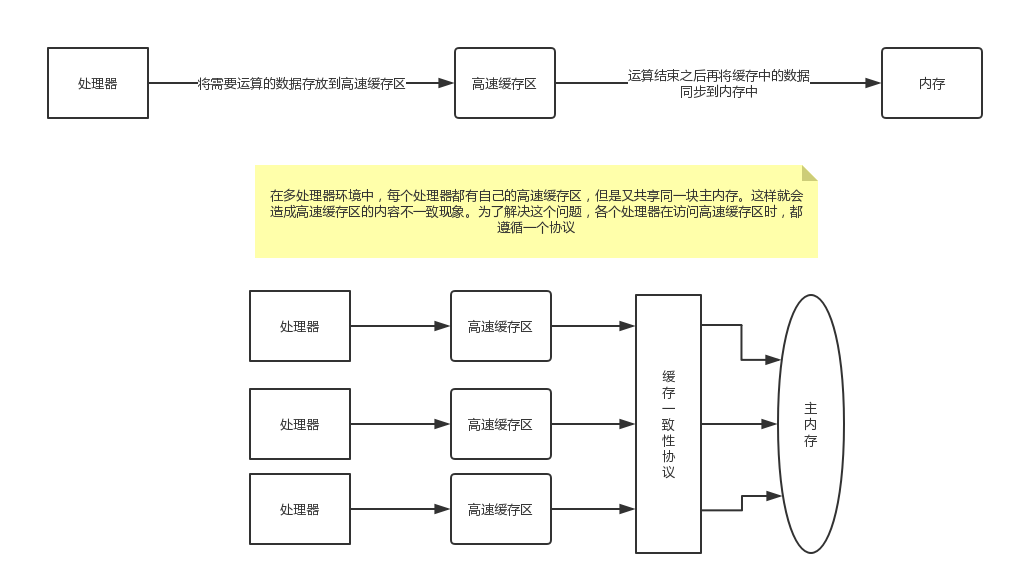 处理器
将需要运算的数据存放到高速缓存区
高速缓存区
运算结束之后再将缓存中的数据
同步到内存中
内存
在多处理器环境中，每个处理器都有自己的高速缓存区，但是又共享同一块主内存。这样就会
造成高速缓存区的内容不一致现象。为了解决这个问题，各个处理器在访问高速缓存区时，都
遵循一个协议
处理器
高速缓存区
处理器
高速缓存区
处理器
高速缓存区
缓存一致性协议
主内存